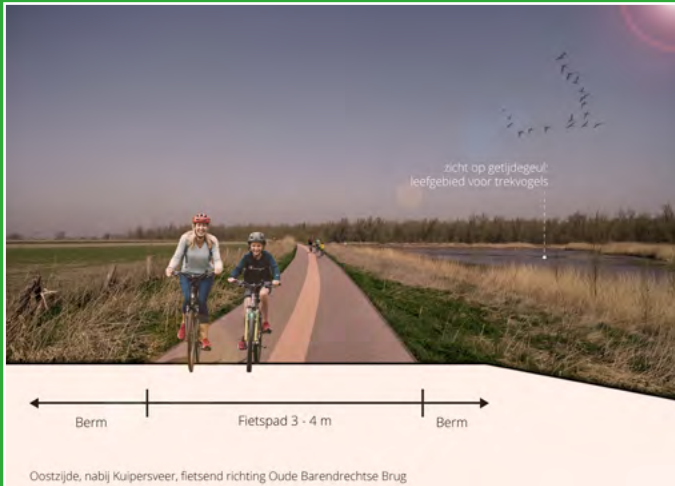 zicht op getijdegeul:
leefgebied voor trekvogels
Berm
Fietspad 3 - 4 m
Berm
Oostzijde, nabij Kuipersveer, fietsend richting Oude Barendrechtse Brug